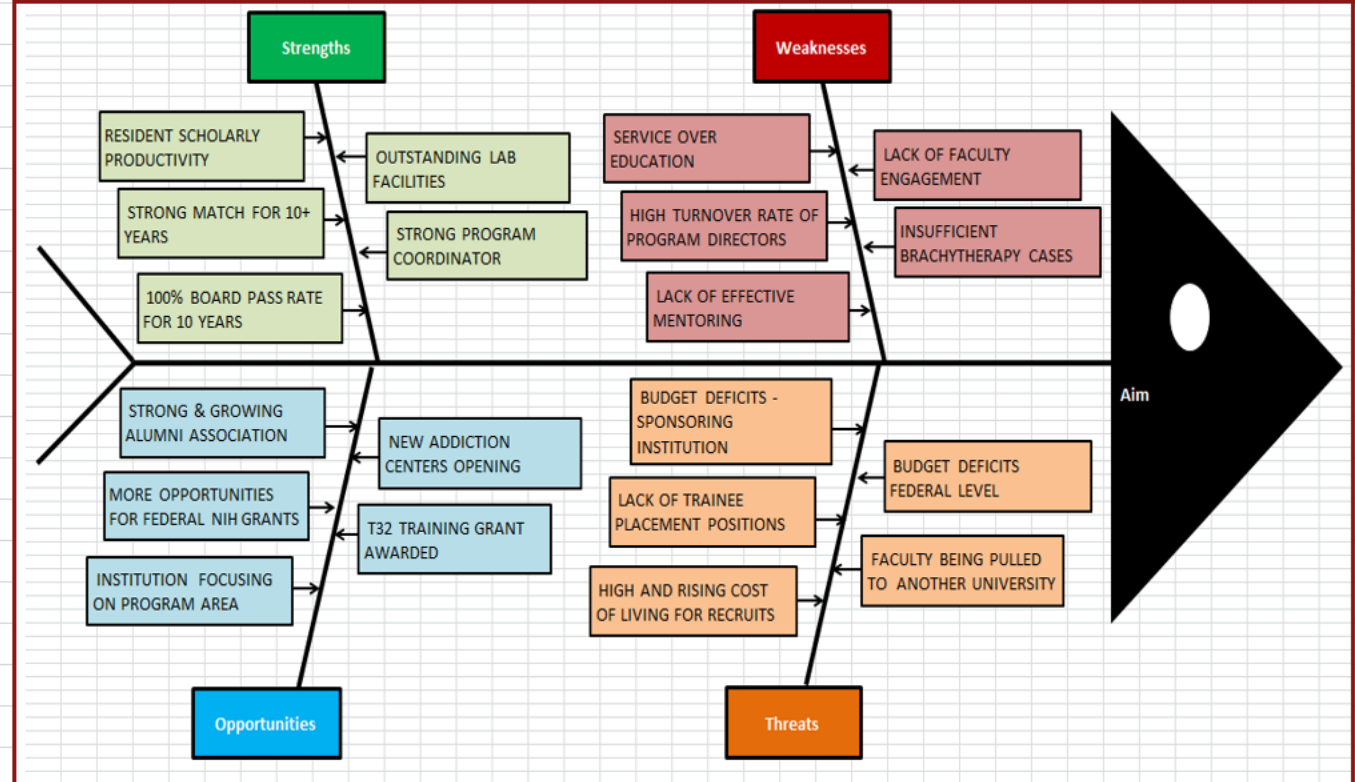 Strengths
Weaknesses
RESIDENT SCHOLARLY
PRODUCTIVITY
OUTSTANDING LAB
FACILITIES
STRONG MATCH FOR 10+
YEARS
STRONG PROGRAM
COORDINATOR
100% BOARD PASS RATE
FOR 10 YEARS
SERVICE OVER
EDUCATION
LACK OF FACULTY
ENGAGEMENT
HIGH TURNOVER RATE OF
PROGRAM DIRECTORS
INSUFFICIENT
BRACHYTHERAPY CASES
LACK OF EFFECTIVE
MENTORING
Aim
STRONG & GROWING
ALUMNI ASSOCIATION
NEW ADDICTION
CENTERS OPENING
MORE OPPORTUNITIES
FOR FEDERAL NIH GRANTS
T32 TRAINING GRANT
AWARDED
INSTITUTION FOCUSING
ON PROGRAM AREA
BUDGET DEFICITS -
SPONSORING
INSTITUTION
BUDGET DEFICITS
FEDERAL LEVEL
LACK OF TRAINEE
PLACEMENT POSITIONS
FACULTY BEING PULLED
TO ANOTHER UNIVERSITY
HIGH AND RISING COST
OF LIVING FOR RECRUITS
Opportunities
Threats